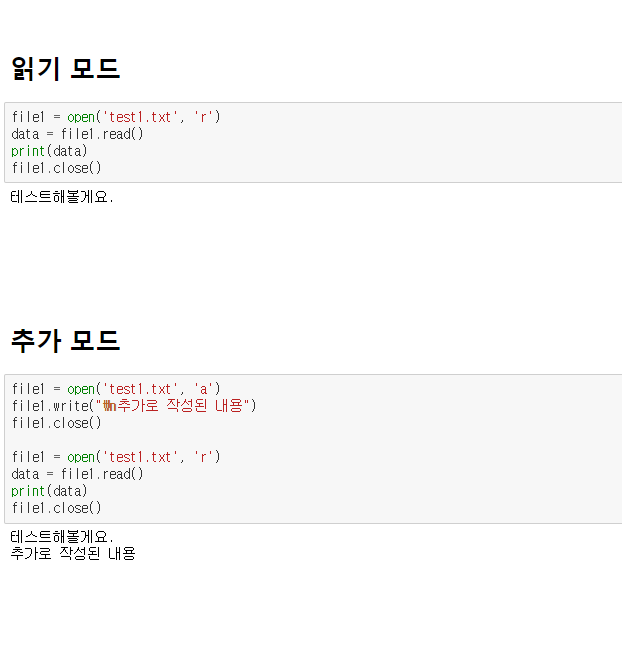 읽기 모드
file1 = open('test1.txt', 'r')
data = file1.read()
print(data)
file1.close()
테스트해볼게요.
추가 모드
file1 = open('test1.txt', 'a')
file1.write("₩n추가로 작성된 내용")
file1.close()
file1 = open('test1.txt', 'r')
data = file1.read()
print(data)
file1.close()
테스트해볼게요.
추가로 작성된 내용